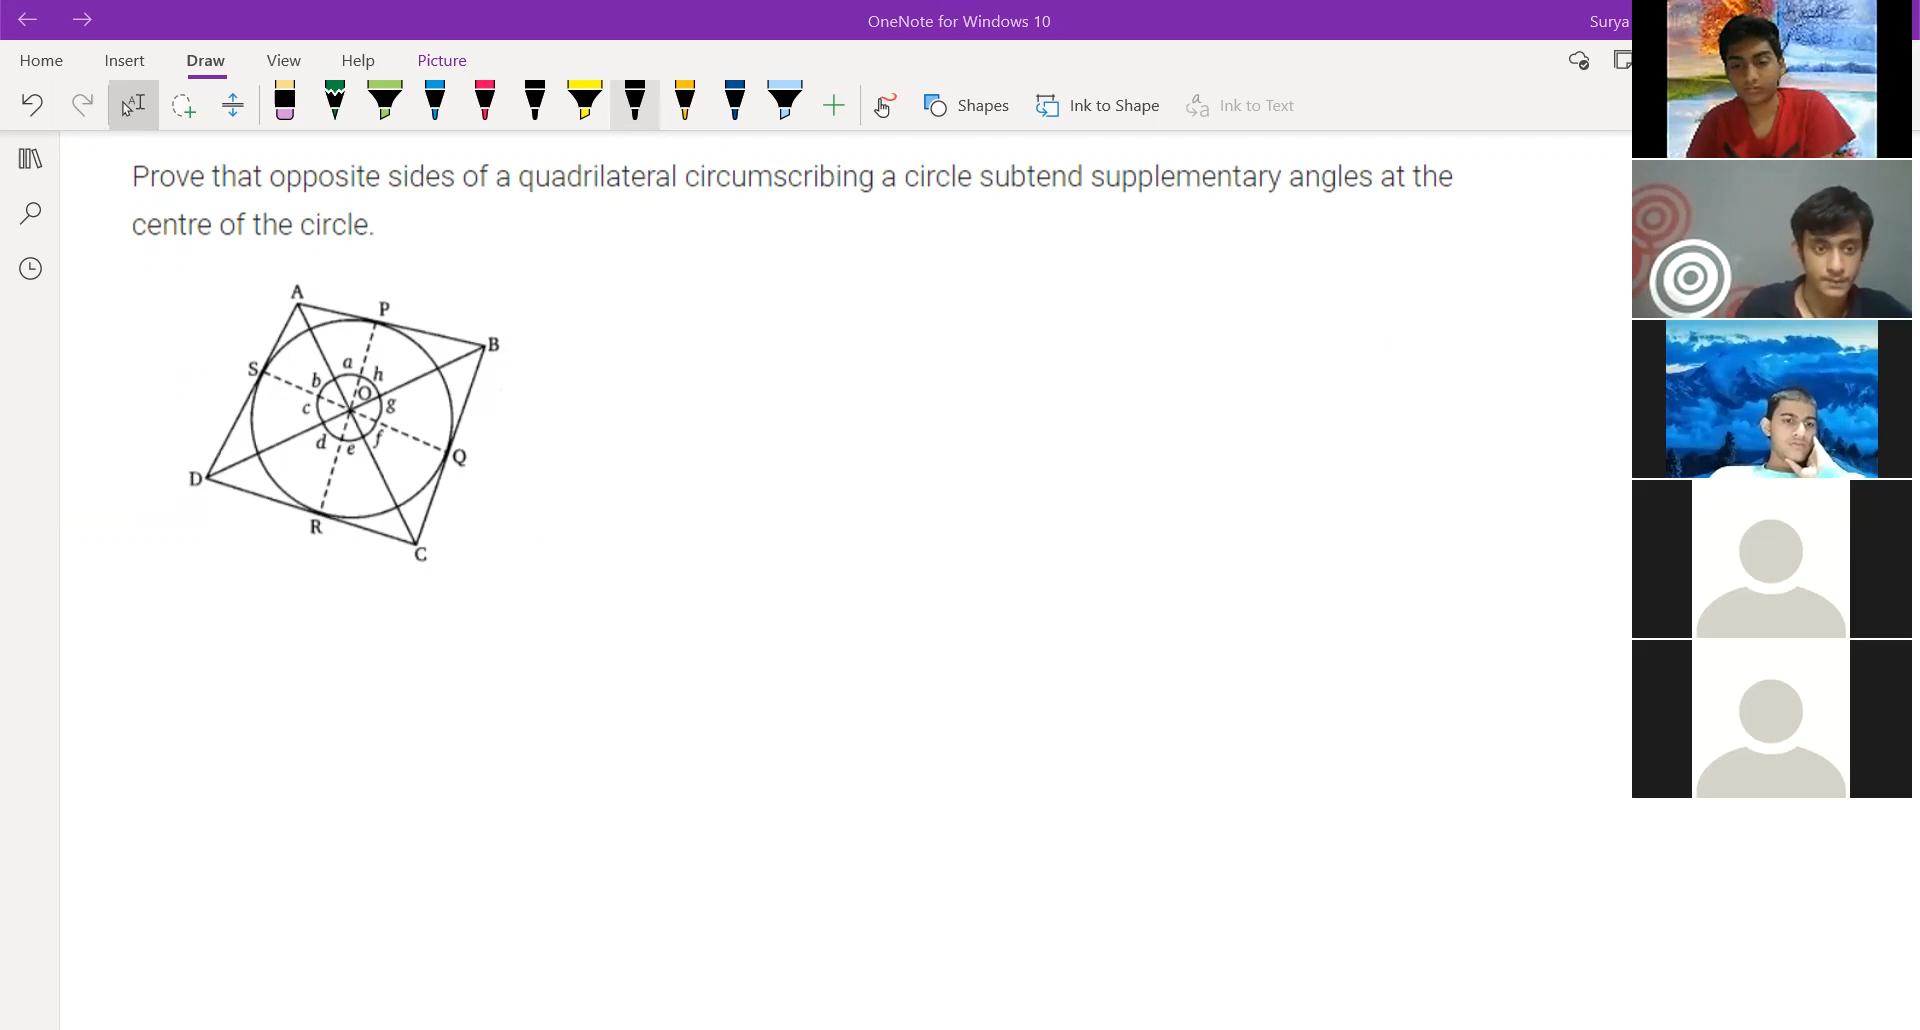 OneNote for Windows 10
Surya
Home Insert Draw View Help Picture
Shapes Ink to Shape Ink to Text
Prove that opposite sides of a quadrilateral circumscribing a circle subtend supplementary angles at the
centre of the circle.
A
P
B
S
a
h
b
O
c
g
d
e
f
Q
D
R
C